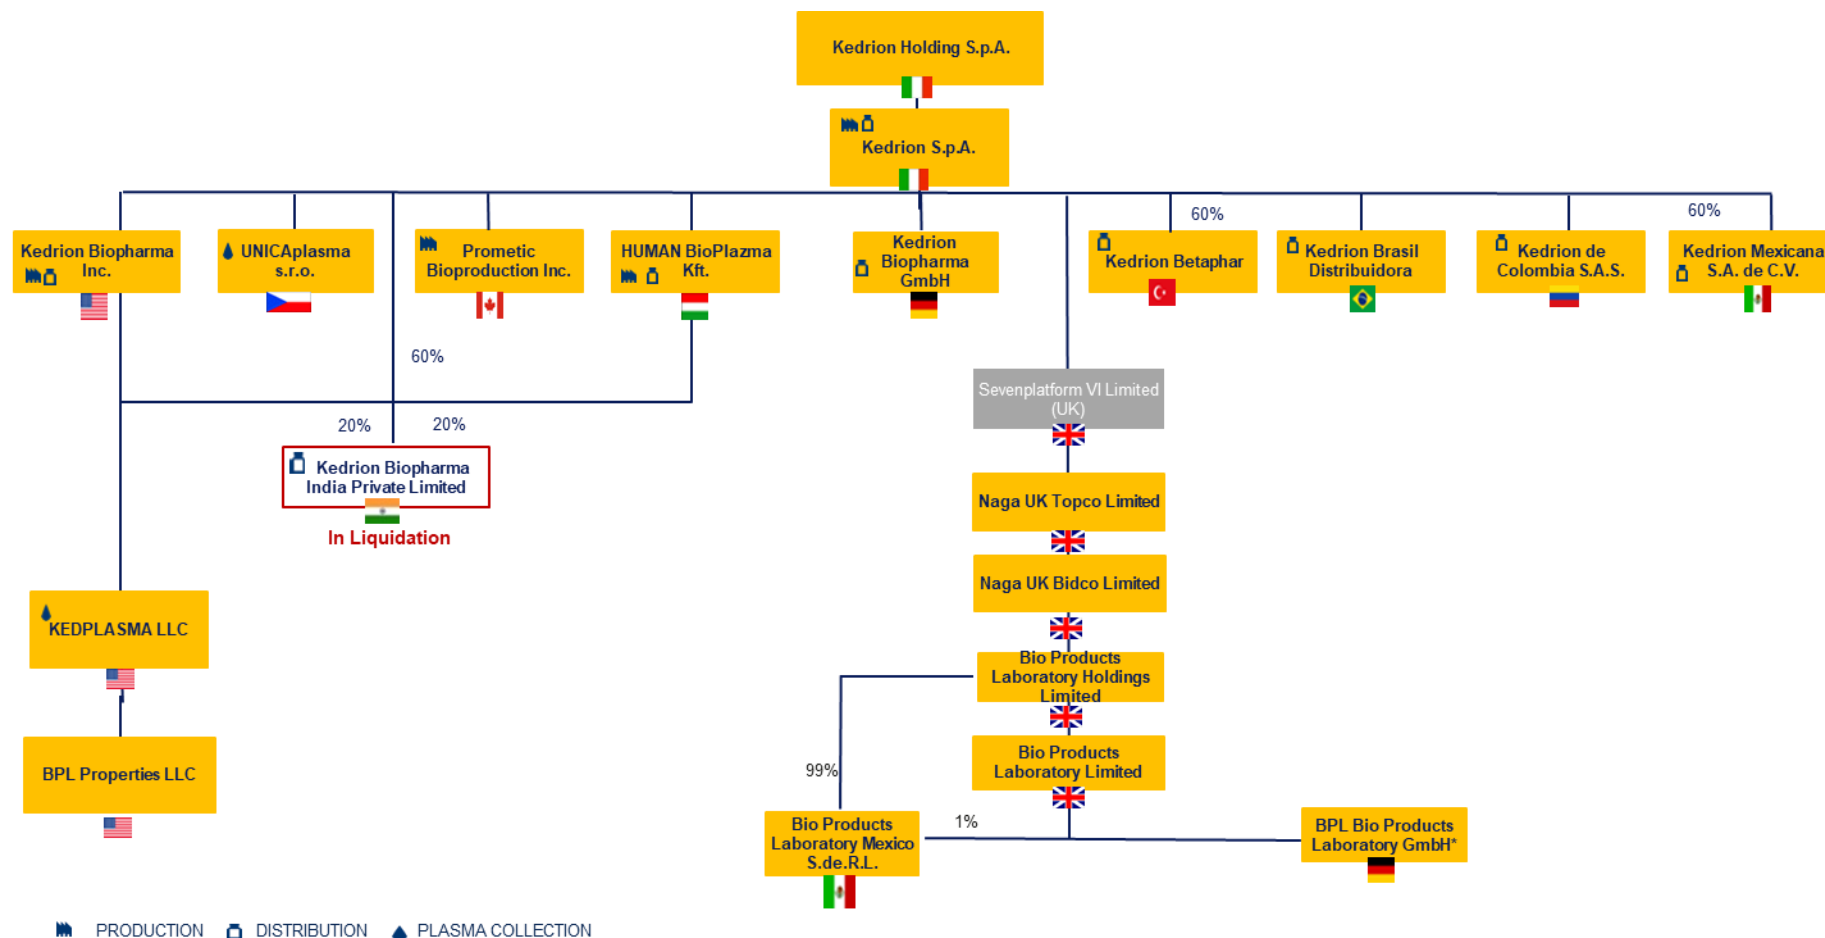 Kedrion Holding S.p.A.
Kedrion S.p.A.
60%
60%
Kedrion Biopharma
Inc.
UNICAplasma
s.r.o.
Prometic
Bioproduction Inc.
HUMAN BioPlazma
Kft.
Kedrion
Biopharma
GmbH
Kedrion Betaphar
Kedrion Brasil
Distribuidora
Kedrion de
Colombia S.A.S.
Kedrion Mexicana
S.A. de C.V.
60%
20%
20%
Kedrion Biopharma
India Private Limited
In Liquidation
Sevenplatform VI Limited
(UK)
Naga UK Topco Limited
Naga UK Bidco Limited
KEDPLASMA LLC
Bio Products
Laboratory Holdings
Limited
BPL Properties LLC
Bio Products
Laboratory Limited
99%
1%
Bio Products
Laboratory Mexico
S.de.R.L.
BPL Bio Products
Laboratory GmbH*
PRODUCTION
DISTRIBUTION
PLASMA COLLECTION